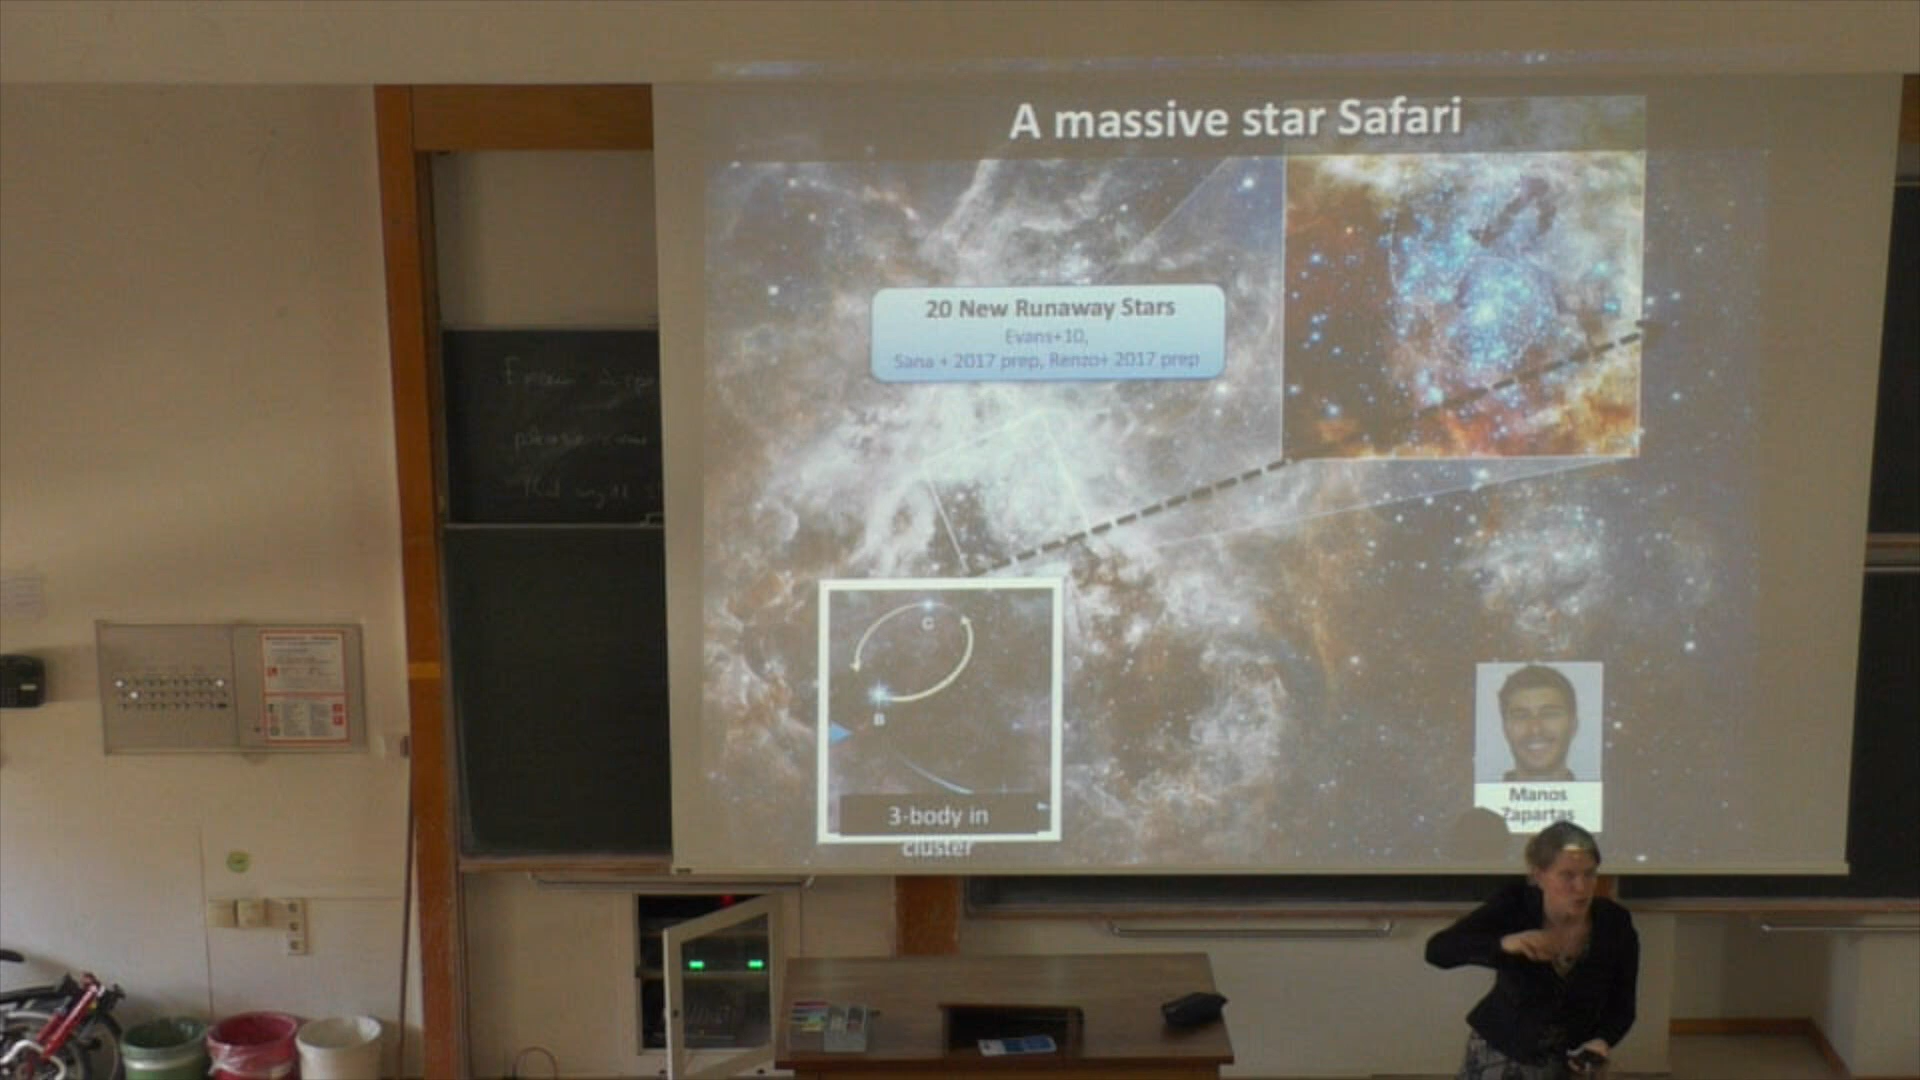 A massive star Safari
20 New Runaway Stars
Evans+10,
Sana + 2017 prep, Renzo+ 2017 prep
C
B
3-body in
cluster
Manos
Zapartas